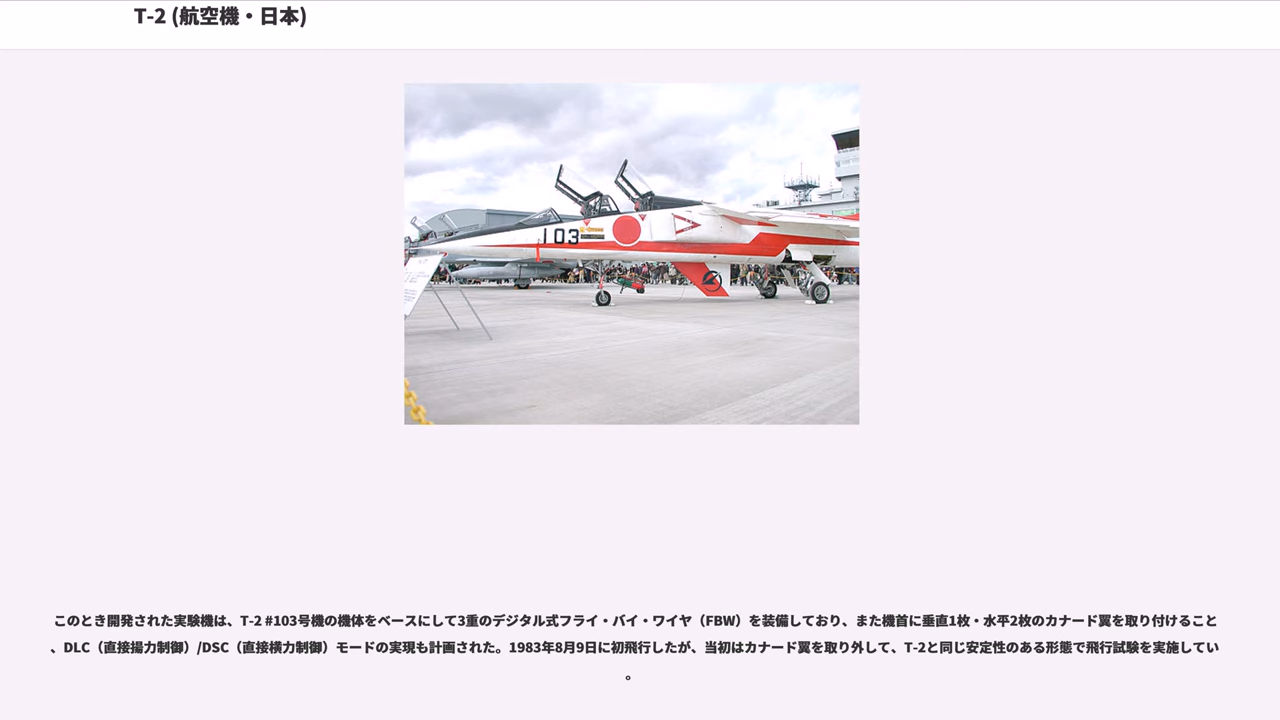 T-2 (航空機・日本)
103
このとき開発された実験機は、T-2 #103号機の機体をベースにして3重のデジタル式フライ・バイ・ワイヤ（FBW）を装備しており、また機首に垂直1枚・水平2枚のカナード翼を取り付けること
、DLC（直接揚力制御）/DSC（直接横力制御）モードの実現も計画された。1983年8月9日に初飛行したが、当初はカナード翼を取り外して、T-2と同じ安定性のある形態で飛行試験を実施してい
。